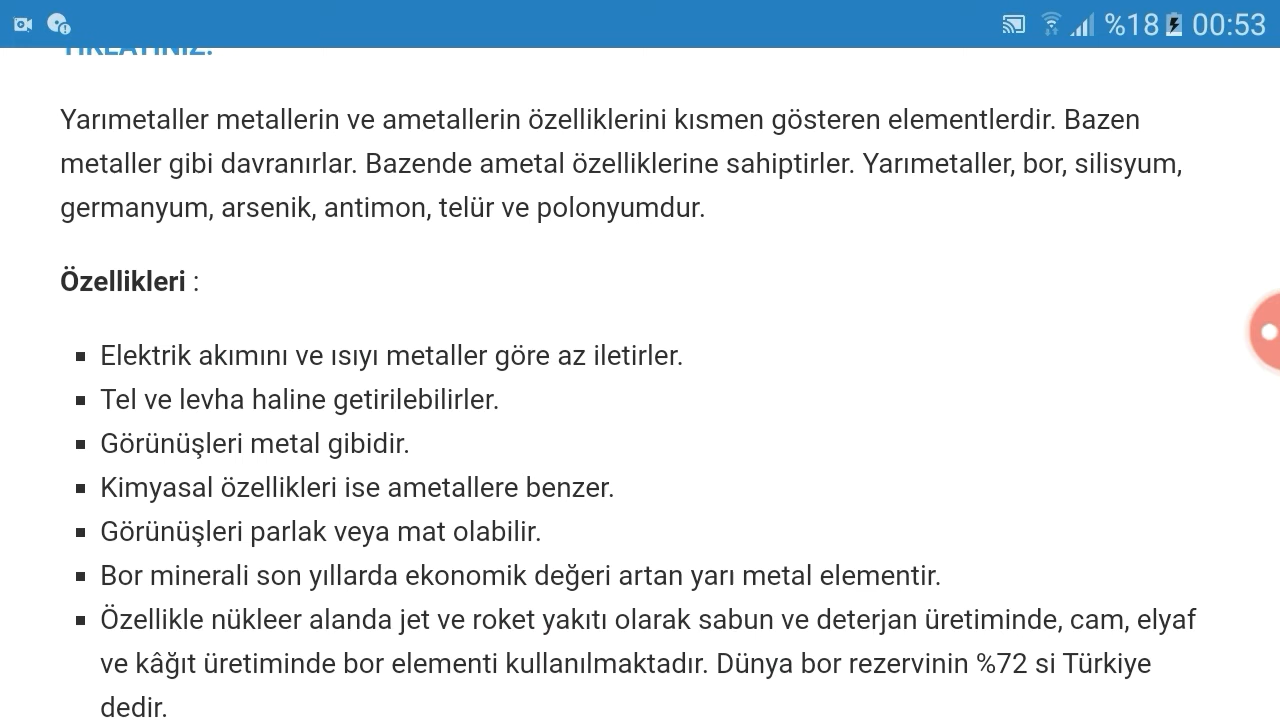 %18 00:53
TIKLATINIZ.
Yarımetaller metallerin ve ametallerin özelliklerini kısmen gösteren elementlerdir. Bazen
metaller gibi davranırlar. Bazende ametal özelliklerine sahiptirler. Yarımetaller, bor, silisyum,
germanyum, arsenik, antimon, telür ve polonyumdur.
Özellikleri :
▪ Elektrik akımını ve ısıyı metaller göre az iletirler.
▪ Tel ve levha haline getirilebilirler.
▪ Görünüşleri metal gibidir.
▪ Kimyasal özellikleri ise ametallere benzer.
▪ Görünüşleri parlak veya mat olabilir.
▪ Bor minerali son yıllarda ekonomik değeri artan yarı metal elementir.
▪ Özellikle nükleer alanda jet ve roket yakıtı olarak sabun ve deterjan üretiminde, cam, elyaf
ve kâğıt üretiminde bor elementi kullanılmaktadır. Dünya bor rezervinin %72 si Türkiye
dedir.